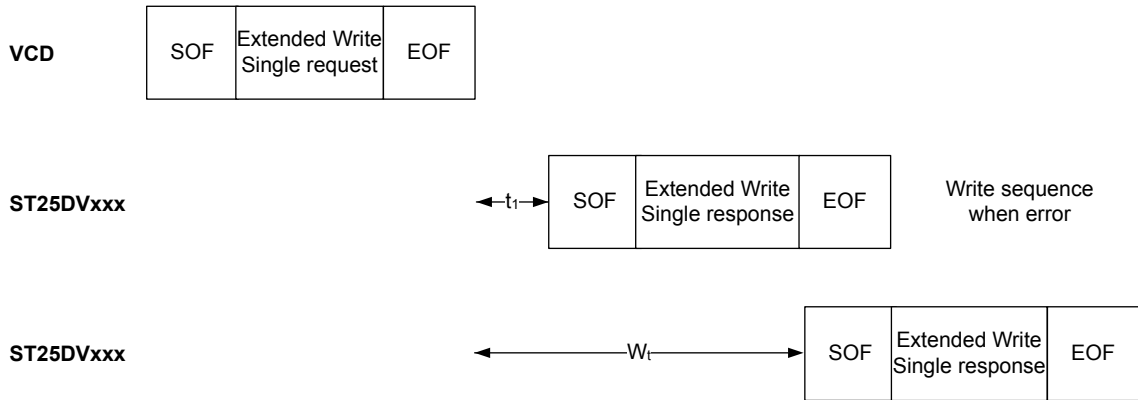 VCD
SOF
Extended Write
Single request
EOF
ST25DVxxx
t1
SOF
Extended Write
Single response
EOF
Write sequence
when error
ST25DVxxx
Wt
SOF
Extended Write
Single response
EOF